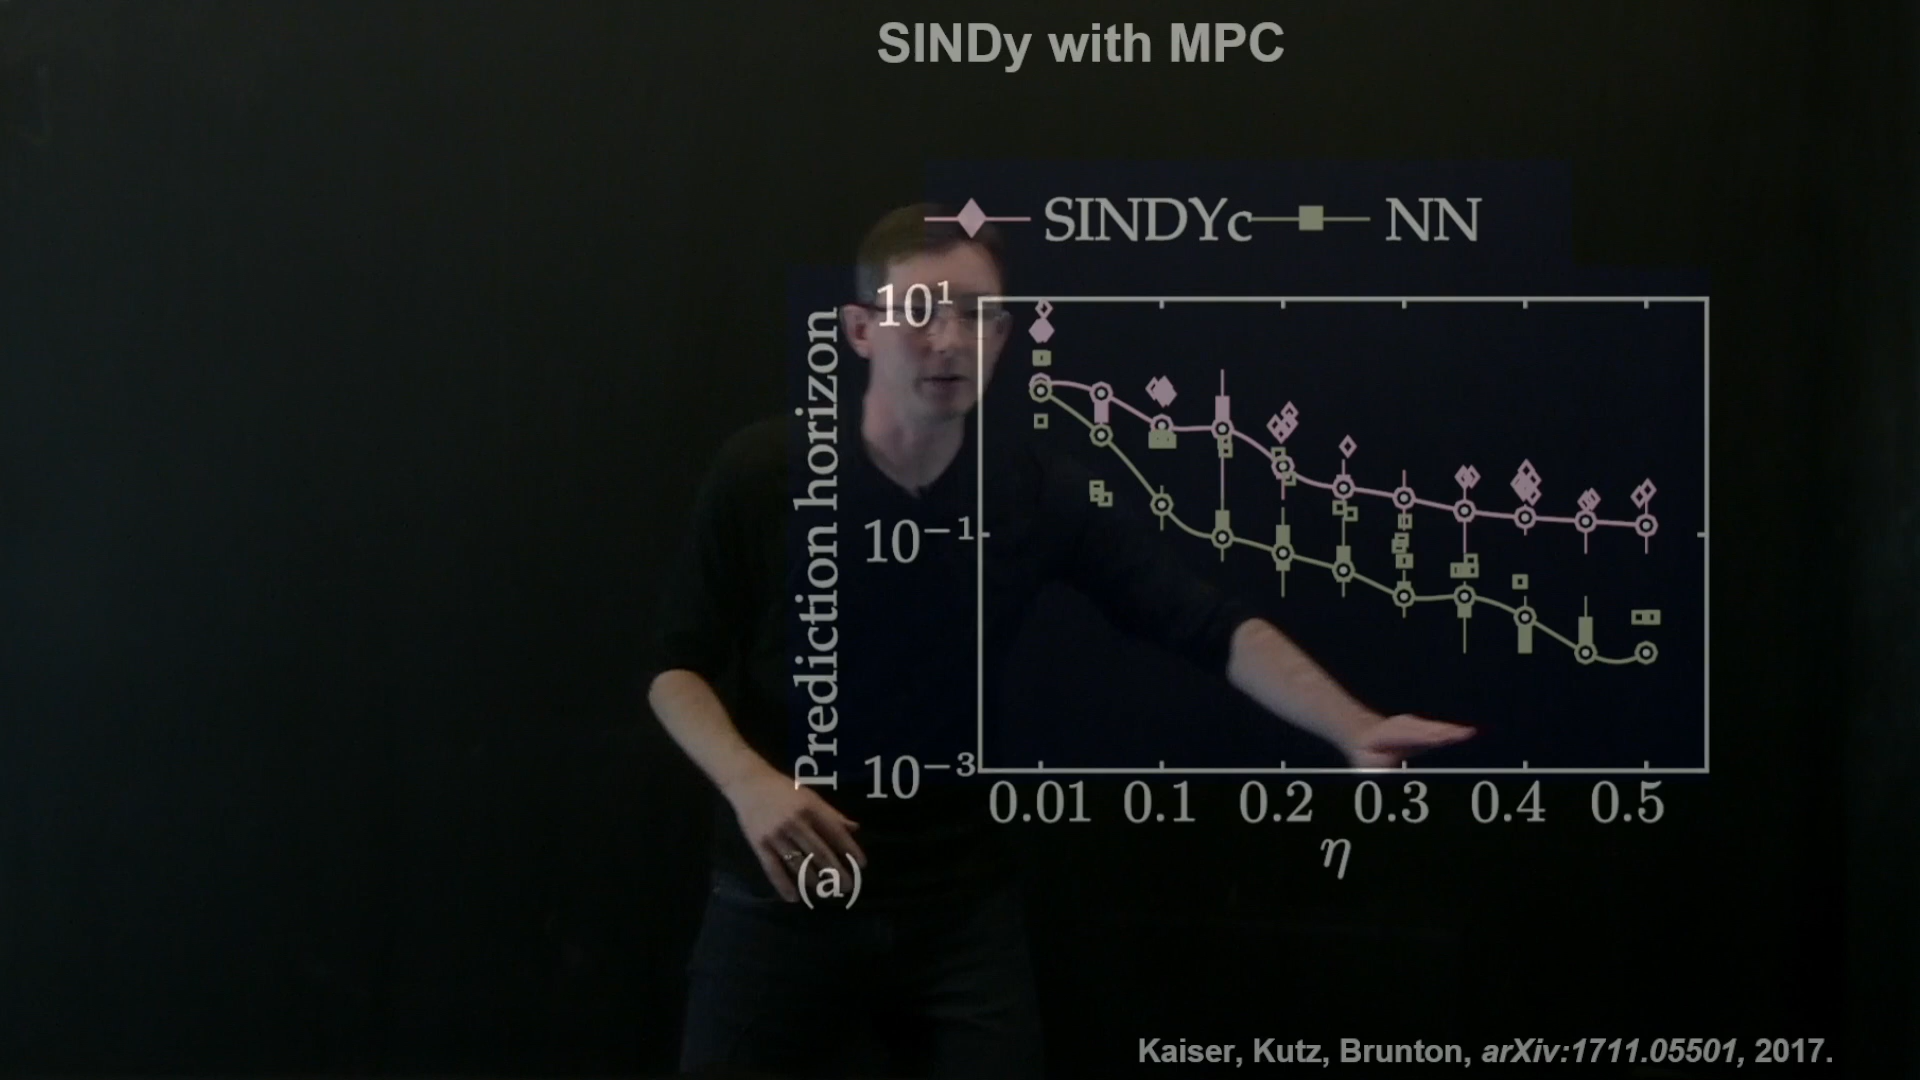 SINDy with MPC
SINDYc NN
Prediction horizon
10¹
10⁻¹
10⁻³
0.01 0.1 0.2 0.3 0.4 0.5
η
(a)
Kaiser, Kutz, Brunton, arXiv:1711.05501, 2017.